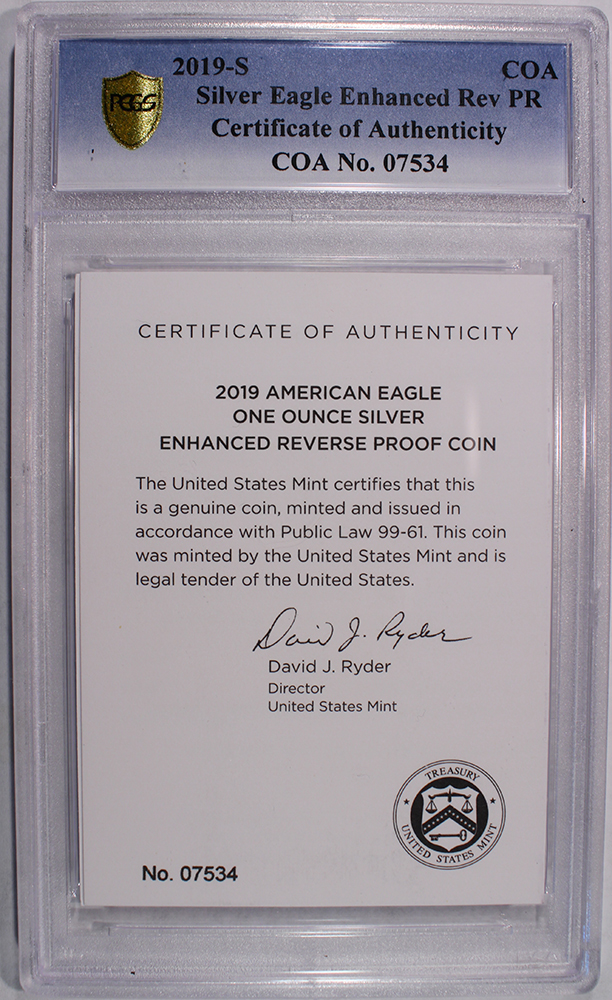 2019-S COA
PCGS
Silver Eagle Enhanced Rev PR
Certificate of Authenticity
COA No. 07534
CERTIFICATE OF AUTHENTICITY
2019 AMERICAN EAGLE
ONE OUNCE SILVER
ENHANCED REVERSE PROOF COIN
The United States Mint certifies that this
is a genuine coin, minted and issued in
accordance with Public Law 99-61. This coin
was minted by the United States Mint and is
legal tender of the United States.
David J. Ryder
David J. Ryder
Director
United States Mint
TREASURY
UNITED STATES MINT
No. 07534